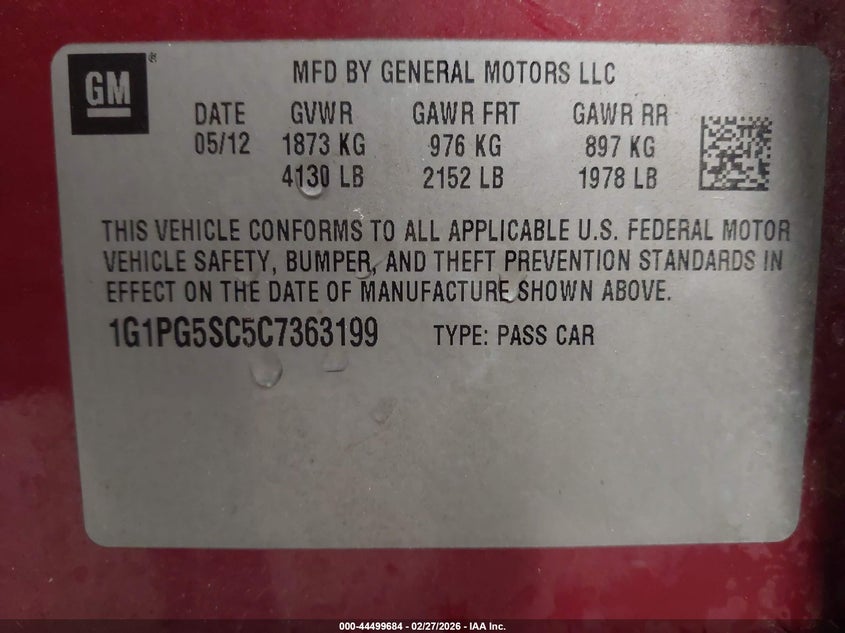 GM®
MFD BY GENERAL MOTORS LLC
DATE GVWR GAWR FRT GAWR RR
05/12 1873 KG 976 KG 897 KG
4130 LB 2152 LB 1978 LB
THIS VEHICLE CONFORMS TO ALL APPLICABLE U.S. FEDERAL MOTOR
VEHICLE SAFETY, BUMPER, AND THEFT PREVENTION STANDARDS IN
EFFECT ON THE DATE OF MANUFACTURE SHOWN ABOVE.
1G1PG5SC5C7363199 TYPE: PASS CAR
000-44499684 - 02/27/2026 - IAA Inc.